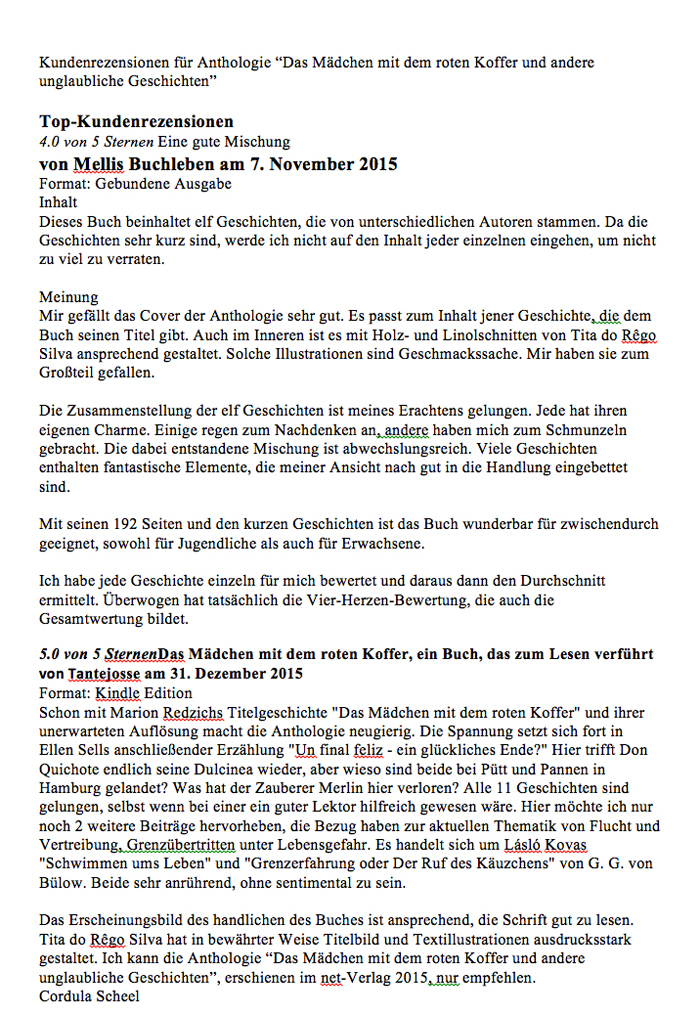 Kundenrezensionen für Anthologie “Das Mädchen mit dem roten Koffer und andere
unglaubliche Geschichten”
Top-Kundenrezensionen
4.0 von 5 Sternen Eine gute Mischung
von Mellis Buchleben am 7. November 2015
Format: Gebundene Ausgabe
Inhalt
Dieses Buch beinhaltet elf Geschichten, die von unterschiedlichen Autoren stammen. Da die
Geschichten sehr kurz sind, werde ich nicht auf den Inhalt jeder einzelnen eingehen, um nicht
zu viel zu verraten.
Meinung
Mir gefällt das Cover der Anthologie sehr gut. Es passt zum Inhalt jener Geschichte, die dem
Buch seinen Titel gibt. Auch im Inneren ist es mit Holz- und Linolschnitten von Tita do Rêgo
Silva ansprechend gestaltet. Solche Illustrationen sind Geschmackssache. Mir haben sie zum
Großteil gefallen.
Die Zusammenstellung der elf Geschichten ist meines Erachtens gelungen. Jede hat ihren
eigenen Charme. Einige regen zum Nachdenken an, andere haben mich zum Schmunzeln
gebracht. Die dabei entstandene Mischung ist abwechslungsreich. Viele Geschichten
enthalten fantastische Elemente, die meiner Ansicht nach gut in die Handlung eingebettet
sind.
Mit seinen 192 Seiten und den kurzen Geschichten ist das Buch wunderbar für zwischendurch
geeignet, sowohl für Jugendliche als auch für Erwachsene.
Ich habe jede Geschichte einzeln für mich bewertet und daraus dann den Durchschnitt
ermittelt. Überwogen hat tatsächlich die Vier-Herzen-Bewertung, die auch die
Gesamtwertung bildet.
5.0 von 5 SternenDas Mädchen mit dem roten Koffer, ein Buch, das zum Lesen verführt
von Tantejosse am 31. Dezember 2015
Format: Kindle Edition
Schon mit Marion Redzichs Titelgeschichte "Das Mädchen mit dem roten Koffer" und ihrer
unerwarteten Auflösung macht die Anthologie neugierig. Die Spannung setzt sich fort in
Ellen Sells anschließender Erzählung "Un final feliz - ein glückliches Ende?" Hier trifft Don
Quichote endlich seine Dulcinea wieder, aber wieso sind beide bei Pütt und Pannen in
Hamburg gelandet? Was hat der Zauberer Merlin hier verloren? Alle 11 Geschichten sind
gelungen, selbst wenn bei einer ein guter Lektor hilfreich gewesen wäre. Hier möchte ich nur
noch 2 weitere Beiträge hervorheben, die Bezug haben zur aktuellen Thematik von Flucht und
Vertreibung, Grenzübertritten unter Lebensgefahr. Es handelt sich um Lásló Kovas
"Schwimmen ums Leben" und "Grenzerfahrung oder Der Ruf des Käuzchens" von G. G. von
Bülow. Beide sehr anrührend, ohne sentimental zu sein.
Das Erscheinungsbild des handlichen des Buches ist ansprechend, die Schrift gut zu lesen.
Tita do Rêgo Silva hat in bewährter Weise Titelbild und Textillustrationen ausdrucksstark
gestaltet. Ich kann die Anthologie “Das Mädchen mit dem roten Koffer und andere
unglaubliche Geschichten”, erschienen im net-Verlag 2015, nur empfehlen.
Cordula Scheel